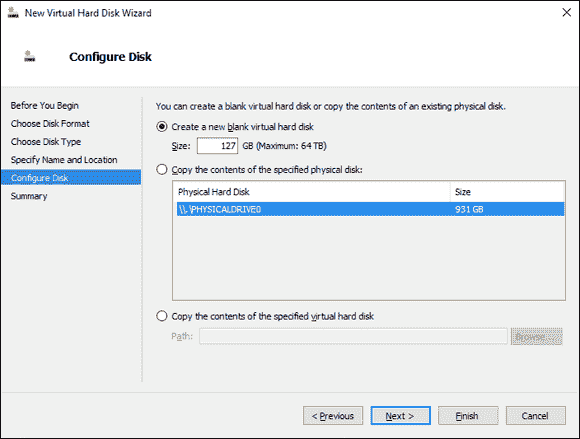 New Virtual Hard Disk Wizard
Configure Disk
Before You Begin
Choose Disk Format
Choose Disk Type
Specify Name and Location
Configure Disk
Summary
You can create a blank virtual hard disk or copy the contents of an existing physical disk.
Create a new blank virtual hard disk
Size: 127 GB (Maximum: 64 TB)
Copy the contents of the specified physical disk:
Physical Hard Disk Size
\\.\PHYSICALDRIVE0 931 GB
Copy the contents of the specified virtual hard disk
Path: Browse...
< Previous Next > Finish Cancel